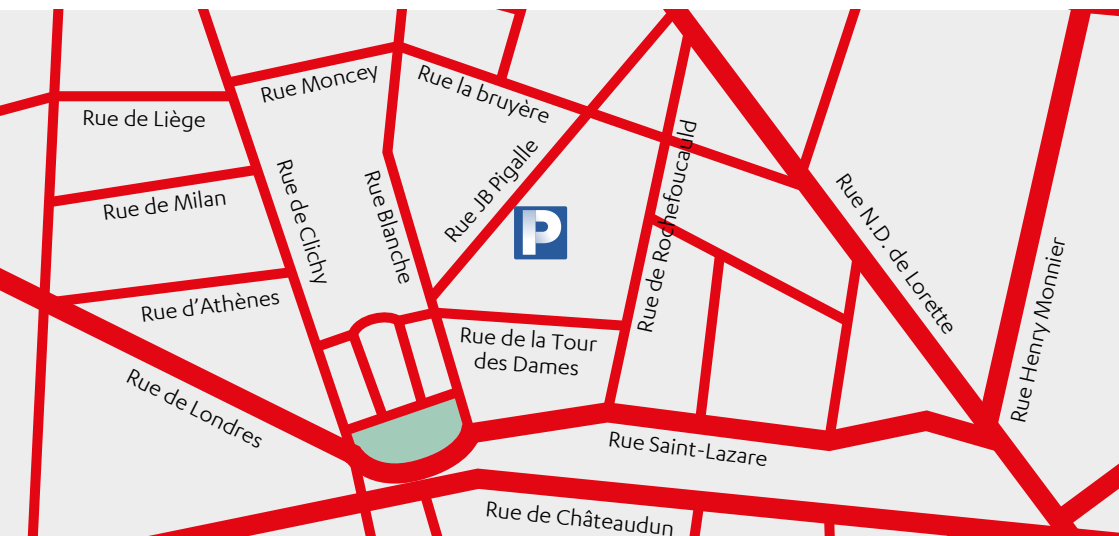 Rue Moncey
Rue la bruyère
Rue de Liège
Rue JB Pigalle
Rue de Rochefoucauld
Rue de Milan
Rue de Clichy
Rue Blanche
P
Rue N.D. de Lorette
Rue Henry Monnier
Rue d'Athènes
Rue de la Tour
des Dames
Rue de Londres
Rue Saint-Lazare
Rue de Châteaudun